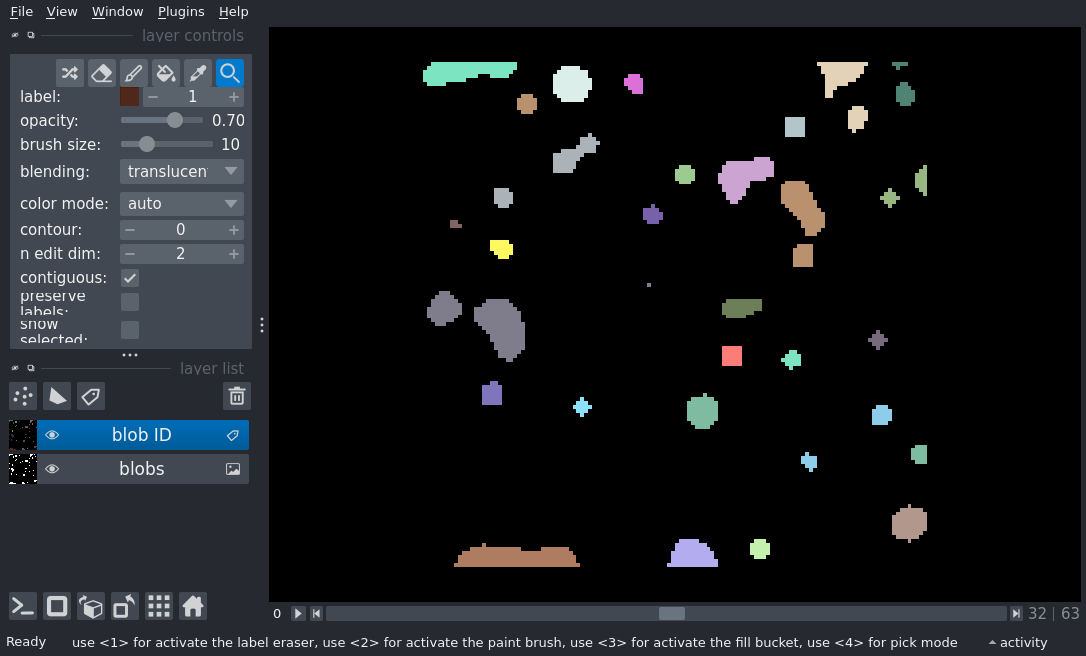 File View Window Plugins Help
layer controls
label: 1
opacity: 0.70
brush size: 10
blending: translucen
color mode: auto
contour: 0
n edit dim: 2
contiguous:
preserve
labels:
show
selected:
layer list
blob ID
blobs
0 32 63
Ready use <1> for activate the label eraser, use <2> for activate the paint brush, use <3> for activate the fill bucket, use <4> for pick mode activity